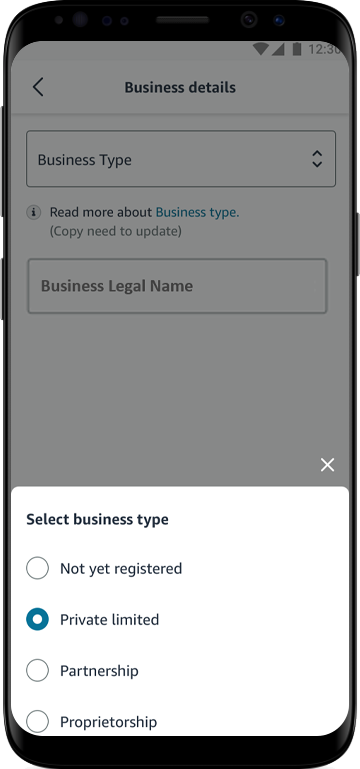 12:30
Business details
Business Type
Read more about Business type.
(Copy need to update)
Business Legal Name
Select business type
Not yet registered
Private limited
Partnership
Proprietorship